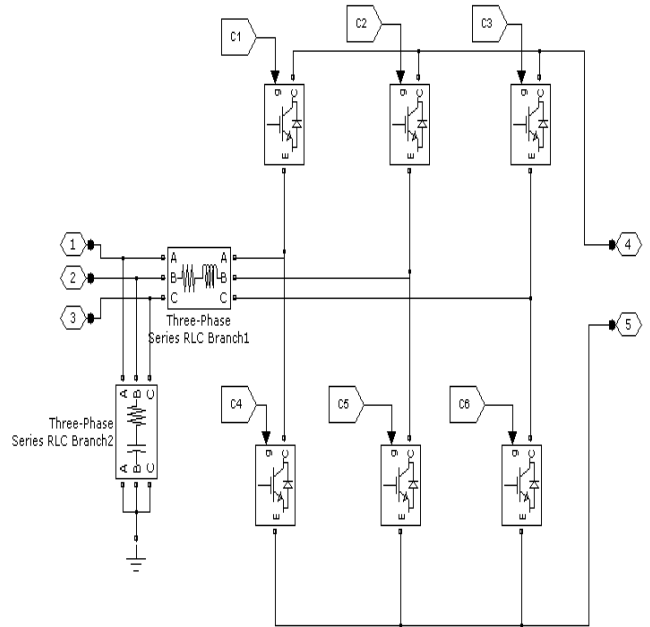 C1
C2
C3
g C
E
g C
E
g C
E
1
2
3
A A
B B
C C
Three-Phase
Series RLC Branch1
4
5
C4
C5
C6
A B C
Three-Phase
Series RLC Branch2
A B C
g C
E
g C
E
g C
E